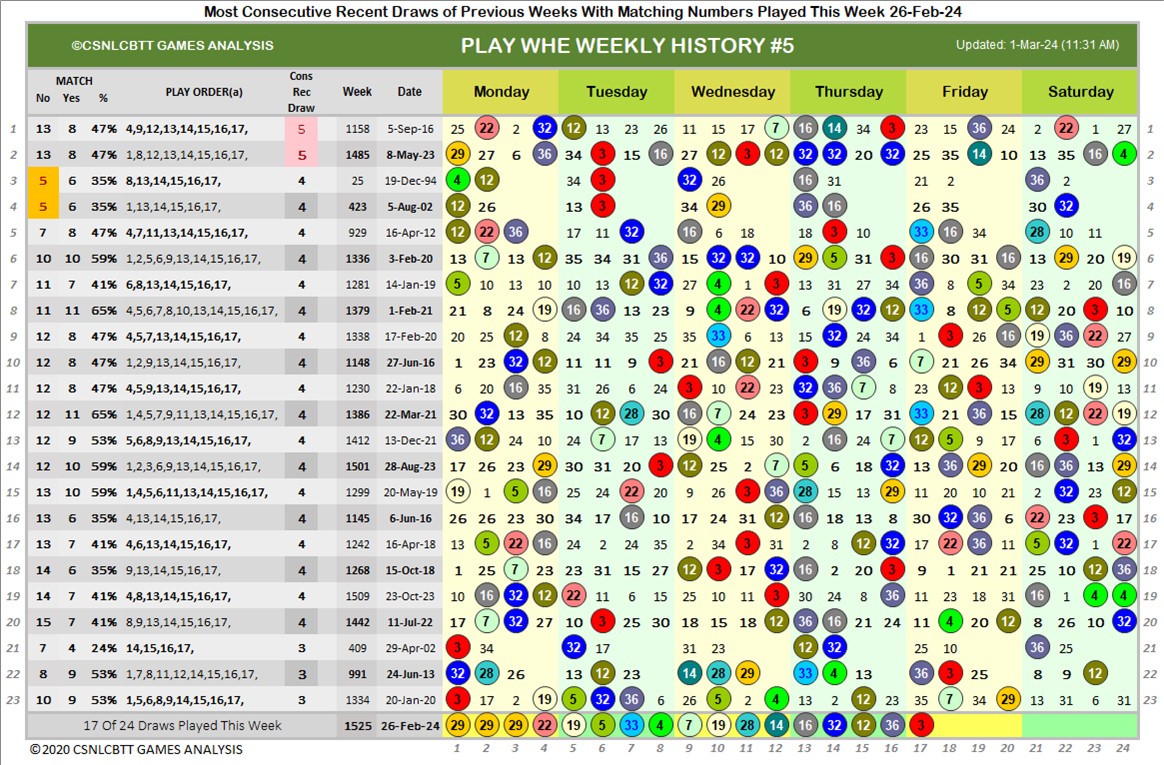 Most Consecutive Recent Draws of Previous Weeks With Matching Numbers Played This Week 26-Feb-24
©CSNLCBTT GAMES ANALYSIS PLAY WHE WEEKLY HISTORY #5 Updated: 1-Mar-24 (11:31 AM)
MATCH
No Yes % PLAY ORDER(a) Cons Rec Draw Week Date Monday Tuesday Wednesday Thursday Friday Saturday
1 13 8 47% 4,9,12,13,14,15,16,17, 5 1158 5-Sep-16 25 22 2 32 12 13 23 26 11 15 17 7 16 14 34 3 23 15 36 24 2 22 1 27 1
2 13 8 47% 1,8,12,13,14,15,16,17, 5 1485 8-May-23 29 27 6 36 34 3 15 16 27 12 3 12 32 32 20 32 25 35 14 10 13 35 16 4 2
3 5 6 35% 8,13,14,15,16,17, 4 25 19-Dec-94 4 12 34 3 32 26 16 31 21 2 36 2 3
4 5 6 35% 1,13,14,15,16,17, 4 423 5-Aug-02 12 26 13 3 34 29 36 16 26 35 30 32 4
5 7 8 47% 4,7,11,13,14,15,16,17, 4 929 16-Apr-12 12 22 36 17 11 32 16 6 18 18 3 10 33 16 34 28 10 11 5
6 10 10 59% 1,2,5,6,9,13,14,15,16,17, 4 1336 3-Feb-20 13 7 13 12 35 34 31 36 15 32 32 10 29 5 31 3 16 30 31 16 13 29 20 19 6
7 11 7 41% 6,8,13,14,15,16,17, 4 1281 14-Jan-19 5 10 13 10 10 13 12 32 27 4 1 3 13 31 27 34 36 8 5 34 23 2 20 16 7
8 11 11 65% 4,5,6,7,8,10,13,14,15,16,17, 4 1379 1-Feb-21 21 8 24 19 16 36 13 23 9 4 22 32 6 19 32 12 33 8 12 5 12 20 3 10 8
9 12 8 47% 4,5,7,13,14,15,16,17, 4 1338 17-Feb-20 20 25 12 8 24 34 35 25 35 33 6 13 15 32 24 34 1 3 26 16 19 36 22 27 9
10 12 8 47% 1,2,9,13,14,15,16,17, 4 1148 27-Jun-16 1 23 32 12 11 11 9 3 21 16 12 21 3 9 36 6 7 21 26 34 29 31 30 29 10
11 12 8 47% 4,5,9,13,14,15,16,17, 4 1230 22-Jan-18 6 20 16 35 31 26 6 24 3 10 22 23 32 36 7 8 23 12 3 13 9 10 19 13 11
12 12 11 65% 1,4,5,7,9,11,13,14,15,16,17, 4 1386 22-Mar-21 30 32 13 35 10 12 28 30 16 7 24 23 3 29 17 31 33 21 36 15 28 12 22 19 12
13 12 9 53% 5,6,8,9,13,14,15,16,17, 4 1412 13-Dec-21 36 12 24 10 24 7 17 13 19 4 15 30 2 16 24 7 12 5 9 17 6 3 1 32 13
14 12 10 59% 1,2,3,6,9,13,14,15,16,17, 4 1501 28-Aug-23 17 26 23 29 30 31 20 3 12 25 2 7 5 6 18 32 13 36 29 20 16 36 13 29 14
15 13 10 59% 1,4,5,6,11,13,14,15,16,17, 4 1299 20-May-19 19 1 5 16 25 24 22 20 9 26 3 36 28 15 13 29 11 20 10 21 2 32 23 12 15
16 13 6 35% 4,13,14,15,16,17, 4 1145 6-Jun-16 26 26 23 30 34 17 16 10 17 24 31 12 16 18 13 8 30 32 36 6 22 23 3 17 16
17 13 7 41% 4,6,13,14,15,16,17, 4 1242 16-Apr-18 13 5 22 16 24 2 24 35 11 34 3 31 2 8 12 32 17 22 36 11 5 32 1 22 17
18 14 6 35% 9,13,14,15,16,17, 4 1268 15-Oct-18 1 25 7 23 23 31 15 27 12 3 17 32 16 2 20 3 9 1 21 21 25 10 12 36 18
19 14 7 41% 4,8,13,14,15,16,17, 4 1509 23-Oct-23 10 16 32 12 22 11 6 15 25 10 11 3 30 24 8 36 11 23 18 31 16 31 4 4 19
20 15 7 41% 8,9,13,14,15,16,17, 4 1442 11-Jul-22 17 7 32 27 10 3 25 30 18 15 18 12 36 16 21 24 11 4 20 12 8 26 10 32 20
21 7 4 24% 14,15,16,17, 3 409 29-Apr-02 3 34 32 17 31 23 12 32 25 10 36 25 21
22 8 9 53% 1,7,8,11,12,14,15,16,17, 3 991 24-Jun-13 32 28 26 22 12 23 14 28 29 33 4 13 36 3 25 8 9 12 22
23 10 9 53% 1,5,6,8,9,14,15,16,17, 3 1334 20-Jan-20 3 17 2 19 5 32 36 6 26 5 2 4 13 2 12 23 35 7 34 29 13 31 6 31 23
17 Of 24 Draws Played This Week 1525 26-Feb-24 29 29 29 22 19 5 33 4 7 19 28 14 16 32 12 36 3
© 2020 CSNLCBTT GAMES ANALYSIS 1 2 3 4 5 6 7 8 9 10 11 12 13 14 15 16 17 18 19 20 21 22 23 24